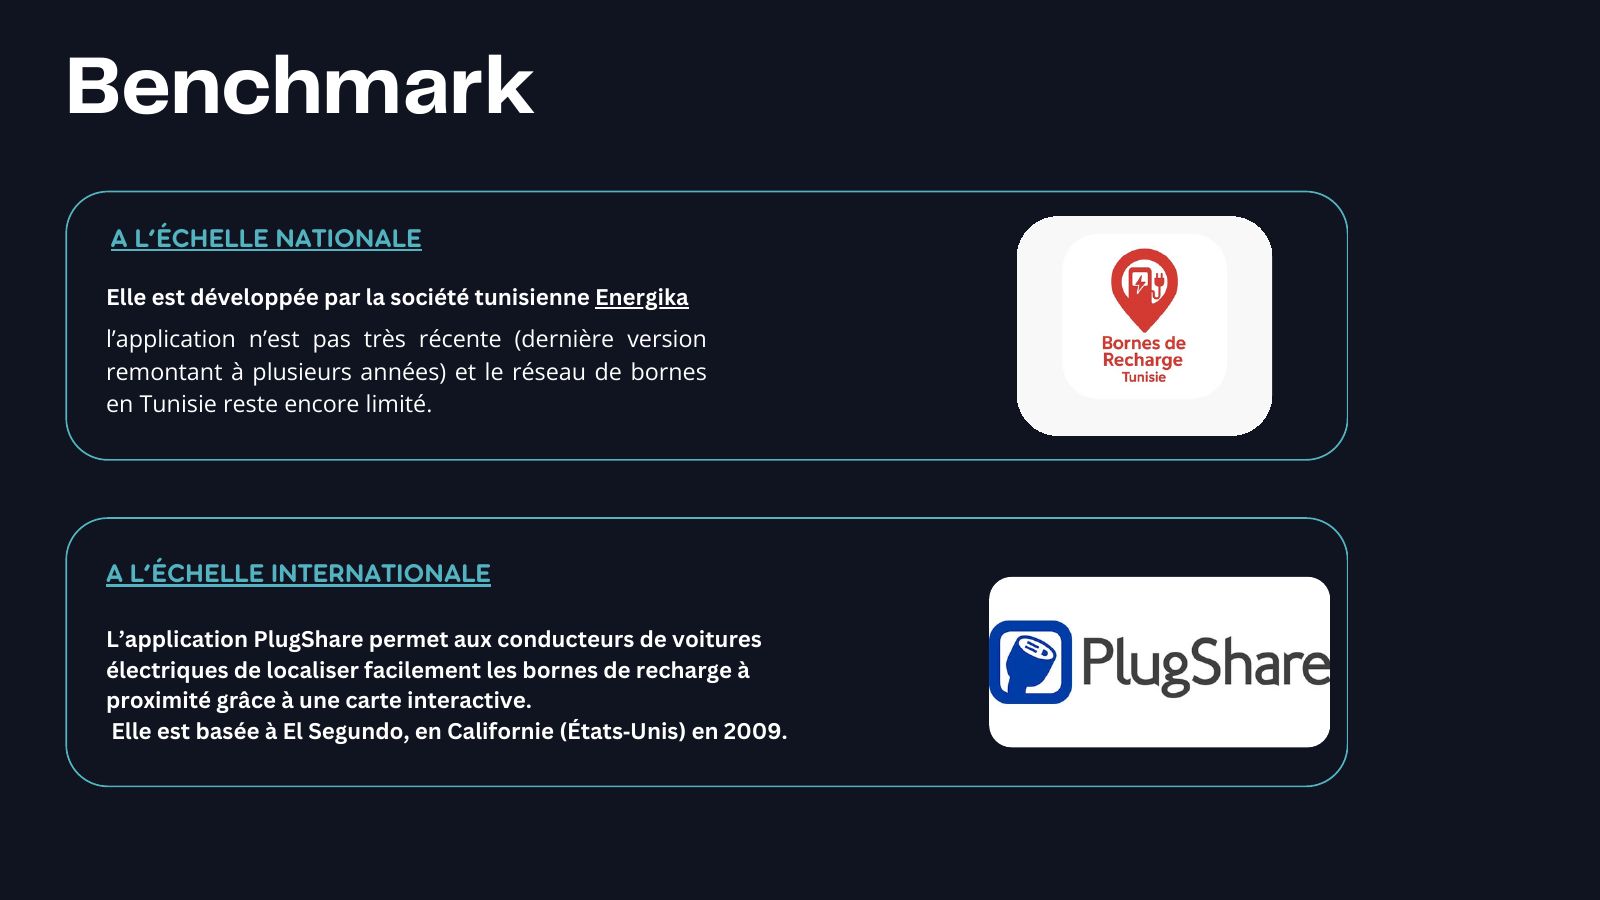 Benchmark
A L’ÉCHELLE NATIONALE
Elle est développée par la société tunisienne Energika
l’application n’est pas très récente (dernière version
remontant à plusieurs années) et le réseau de bornes
en Tunisie reste encore limité.
Bornes de
Recharge
Tunisie
A L’ÉCHELLE INTERNATIONALE
L’application PlugShare permet aux conducteurs de voitures
électriques de localiser facilement les bornes de recharge à
proximité grâce à une carte interactive.
Elle est basée à El Segundo, en Californie (États-Unis) en 2009.
PlugShare